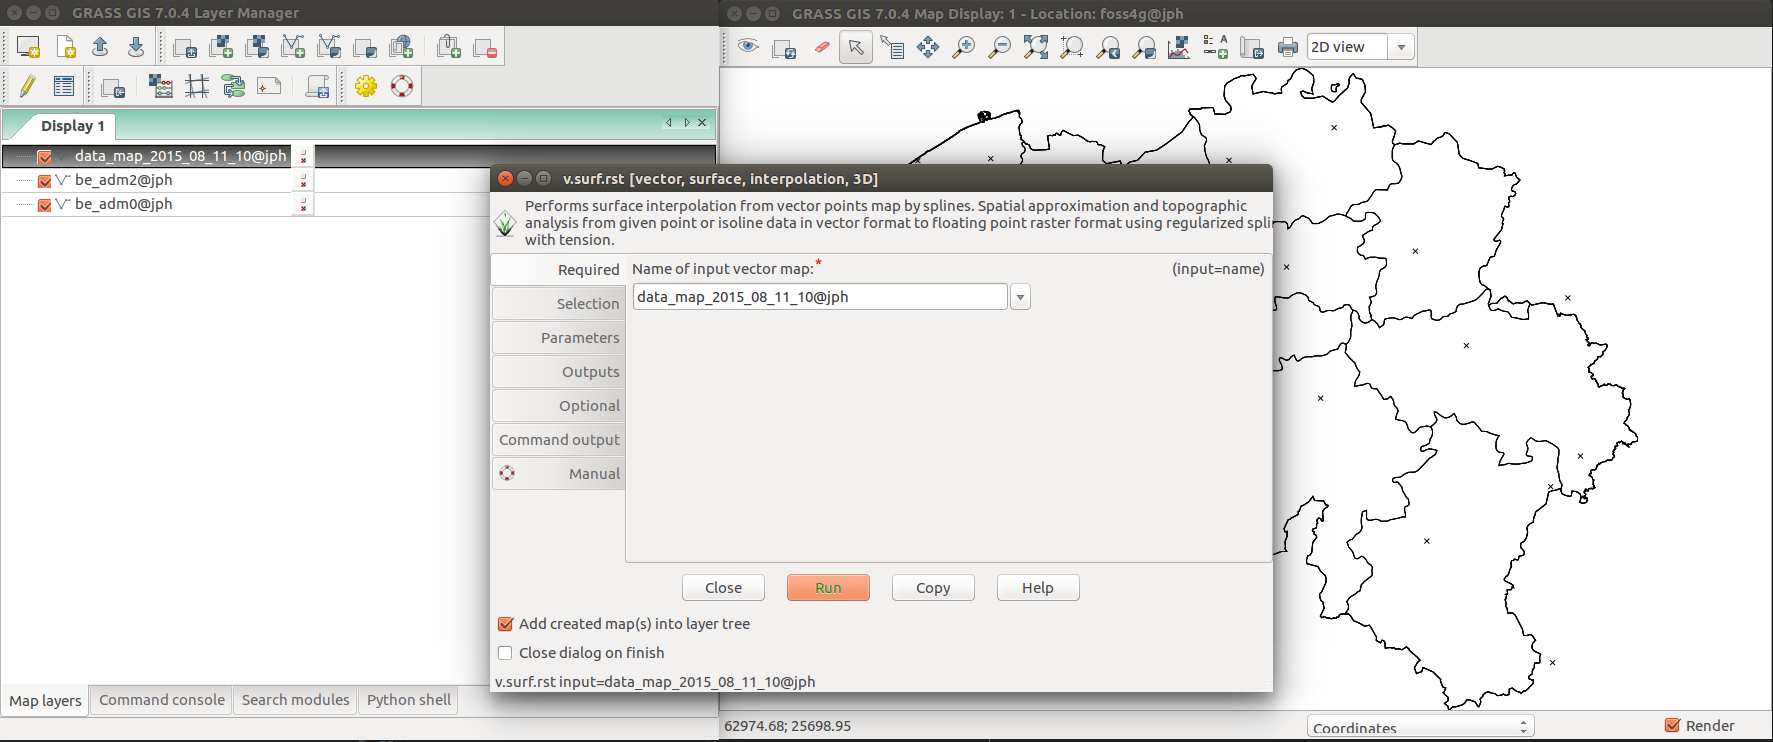 GRASS GIS 7.0.4 Layer Manager
GRASS GIS 7.0.4 Map Display: 1 - Location: foss4g@jph
2D view
Display 1
data_map_2015_08_11_10@jph
be_adm2@jph
be_adm0@jph
v.surf.rst [vector, surface, interpolation, 3D]
Performs surface interpolation from vector points map by splines. Spatial approximation and topographic
analysis from given point or isoline data in vector format to floating point raster format using regularized spli
with tension.
Required
Name of input vector map:*
(input=name)
data_map_2015_08_11_10@jph
Selection
Parameters
Outputs
Optional
Command output
Manual
Close
Run
Copy
Help
Add created map(s) into layer tree
Close dialog on finish
v.surf.rst input=data_map_2015_08_11_10@jph
Map layers
Command console
Search modules
Python shell
62974.68; 25698.95
Coordinates
Render